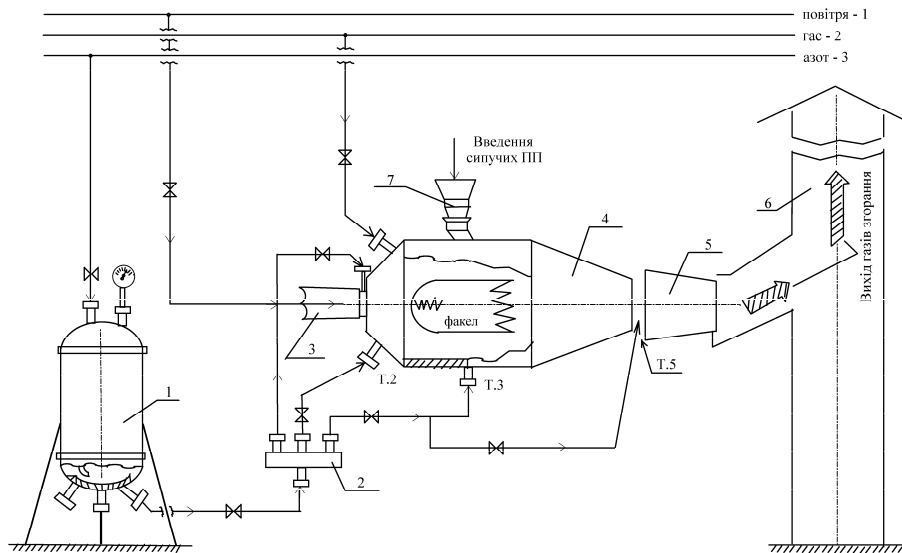 повітря - 1
гас - 2
азот - 3
Введення
сипучих ПП
7
4
5
6
Вихід газів згорання
факел
3
Т.2
Т.3
Т.5
1
2